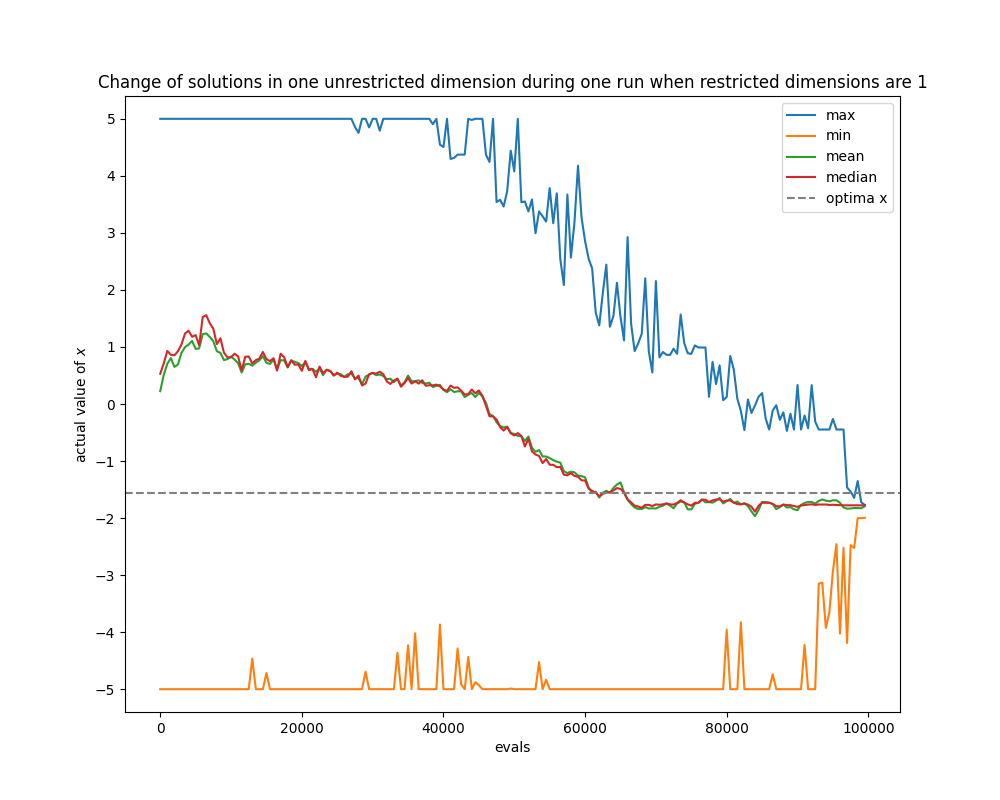 Change of solutions in one unrestricted dimension during one run when restricted dimensions are 1
max
min
mean
median
optima x
actual value of x
5
4
3
2
1
0
−1
−2
−3
−4
−5
0 20000 40000 60000 80000 100000
evals